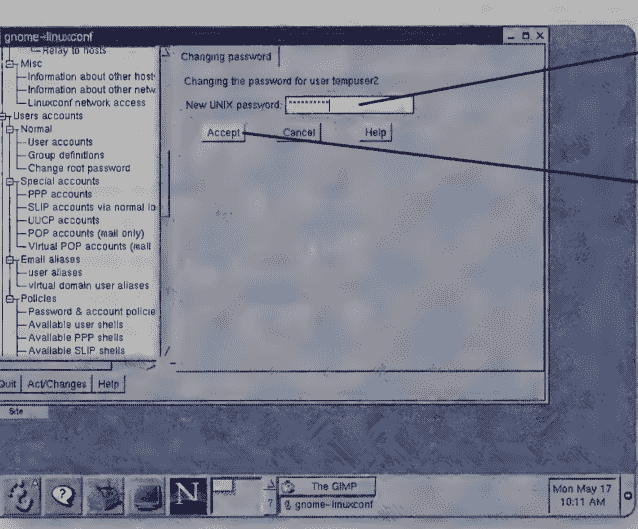 gnome-linuxconf
Relay to hosts
Misc
Information about other host
Information about other netw
Linuxconf network access
Users accounts
Normal
User accounts
Group definitions
Change root password
Special accounts
PPP accounts
SLIP accounts via normal lo
UUCP accounts
POP accounts (mail only)
Virtual POP accounts (mail
Email aliases
user aliases
virtual domain user aliases
Policies
Password & account policie
Available user shells
Available PPP shells
Available SLIP shells
Changing password
Changing the password for user tempuser2
New UNIX password: **********
Accept Cancel Help
Quit Act/Changes Help
Site
N
The GIMP
gnome-linuxconf
Mon May 17
10:11 AM